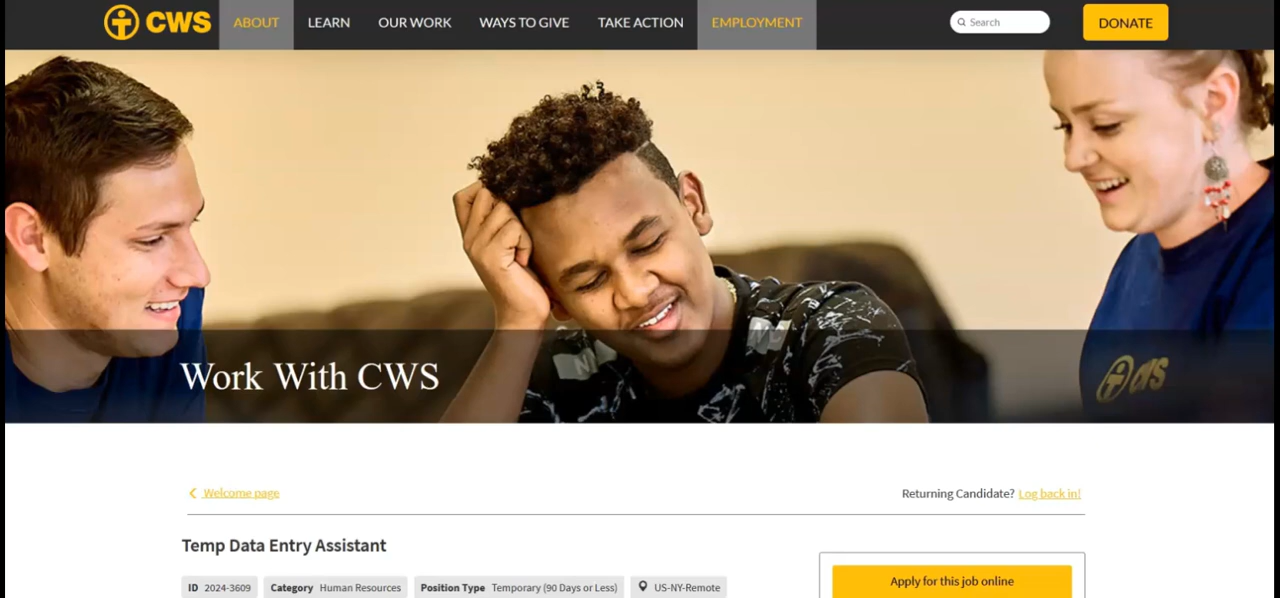 CWS ABOUT LEARN OUR WORK WAYS TO GIVE TAKE ACTION EMPLOYMENT Search DONATE
Work With CWS
CWS
Welcome page Returning Candidate? Log back in!
Temp Data Entry Assistant
Apply for this job online
ID 2024-3609 Category Human Resources Position Type Temporary (90 Days or Less) US-NY-Remote